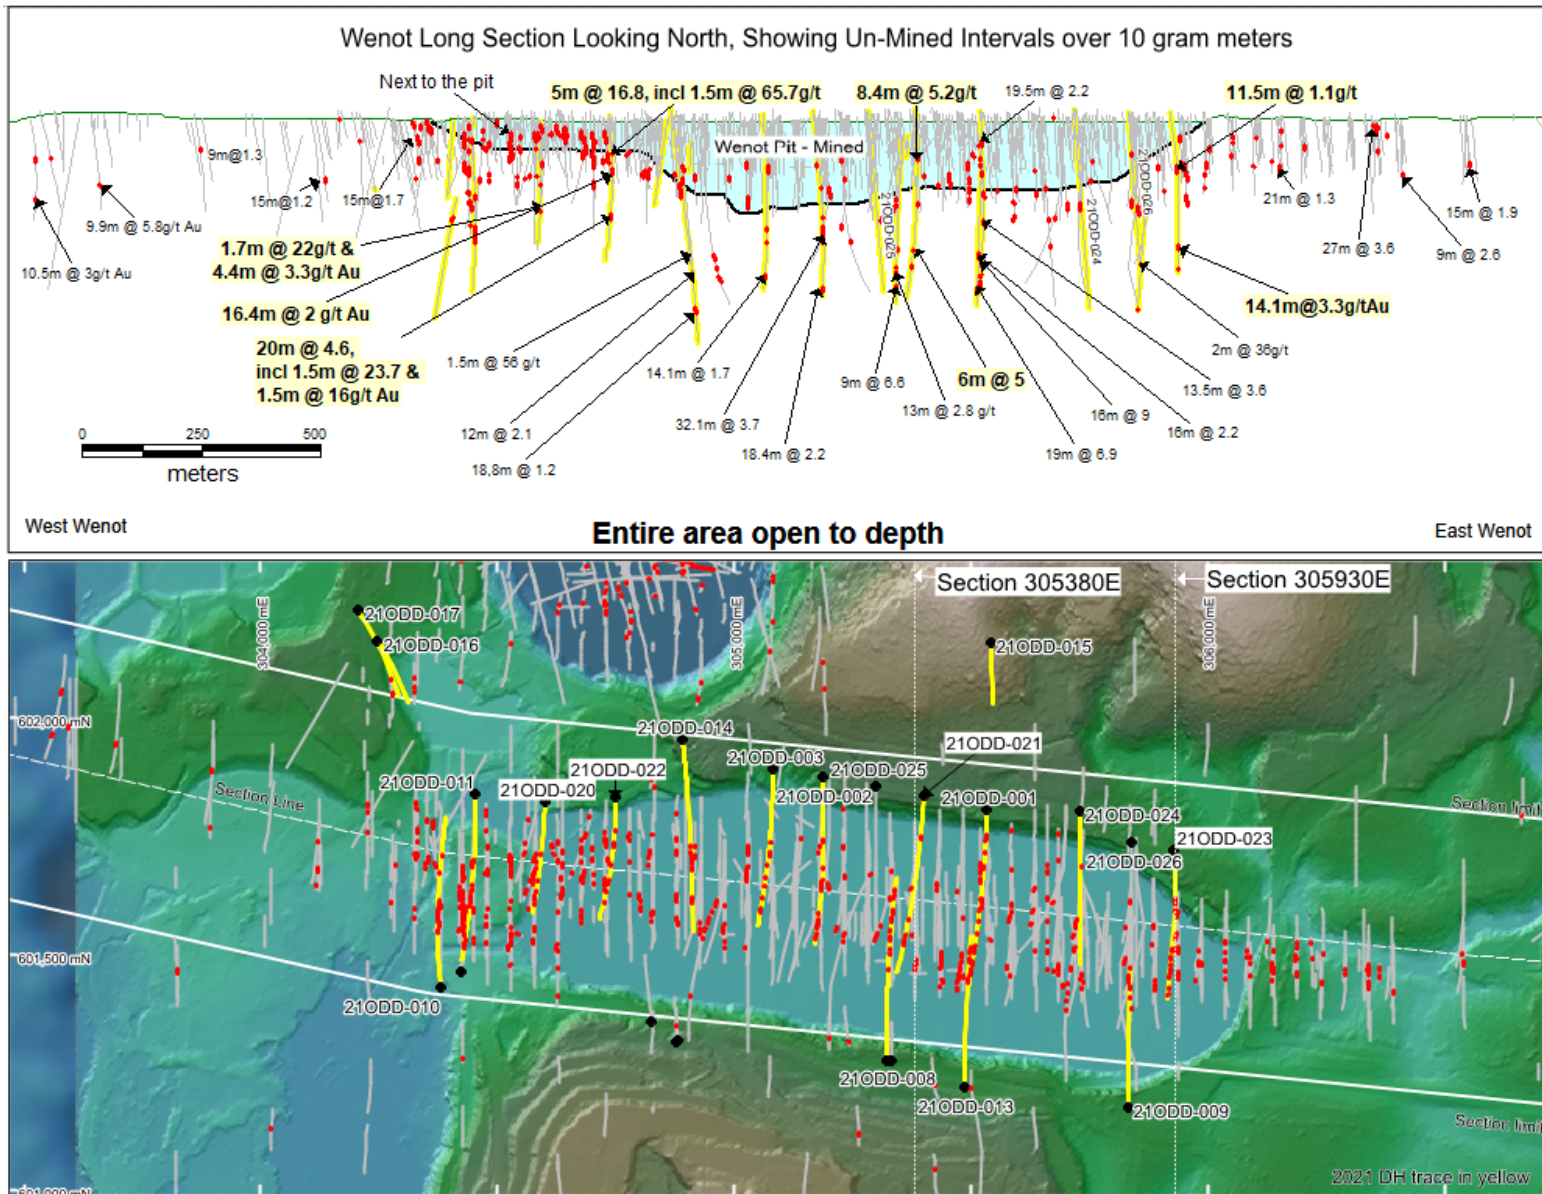 Wenot Long Section Looking North, Showing Un-Mined Intervals over 10 gram meters
Next to the pit
5m @ 16.8, incl 1.5m @ 65.7g/t
8.4m @ 5.2g/t
19.5m @ 2.2
11.5m @ 1.1g/t
Wenot Pit - Mined
9m@1.3
15m@1.2
15m@1.7
9.9m @ 5.8g/t Au
10.5m @ 3g/t Au
1.7m @ 22g/t &
4.4m @ 3.3g/t Au
16.4m @ 2 g/t Au
20m @ 4.6,
incl 1.5m @ 23.7 &
1.5m @ 16g/t Au
21ODD-025
21ODD-024
21ODD-026
21m @ 1.3
27m @ 3.6
9m @ 2.6
15m @ 1.9
14.1m@3.3g/tAu
1.5m @ 56 g/t
14.1m @ 1.7
12m @ 2.1
18,8m @ 1.2
32.1m @ 3.7
18.4m @ 2.2
9m @ 6.6
13m @ 2.8 g/t
6m @ 5
2m @ 36g/t
13.5m @ 3.6
16m @ 9
16m @ 2.2
19m @ 6.9
0 250 500
meters
West Wenot
Entire area open to depth
East Wenot
Section 305380E
Section 305930E
304,000 mE
305,000 mE
306,000 mE
21ODD-017
21ODD-016
21ODD-015
602,000 mN
21ODD-014
21ODD-021
21ODD-003
21ODD-022
21ODD-025
21ODD-011
21ODD-020
21ODD-002
21ODD-001
Section Line
Section limit
21ODD-024
21ODD-023
21ODD-026
601,500 mN
21ODD-010
21ODD-008
21ODD-013
21ODD-009
Section limit
2021 DH trace in yellow
601,000 mN